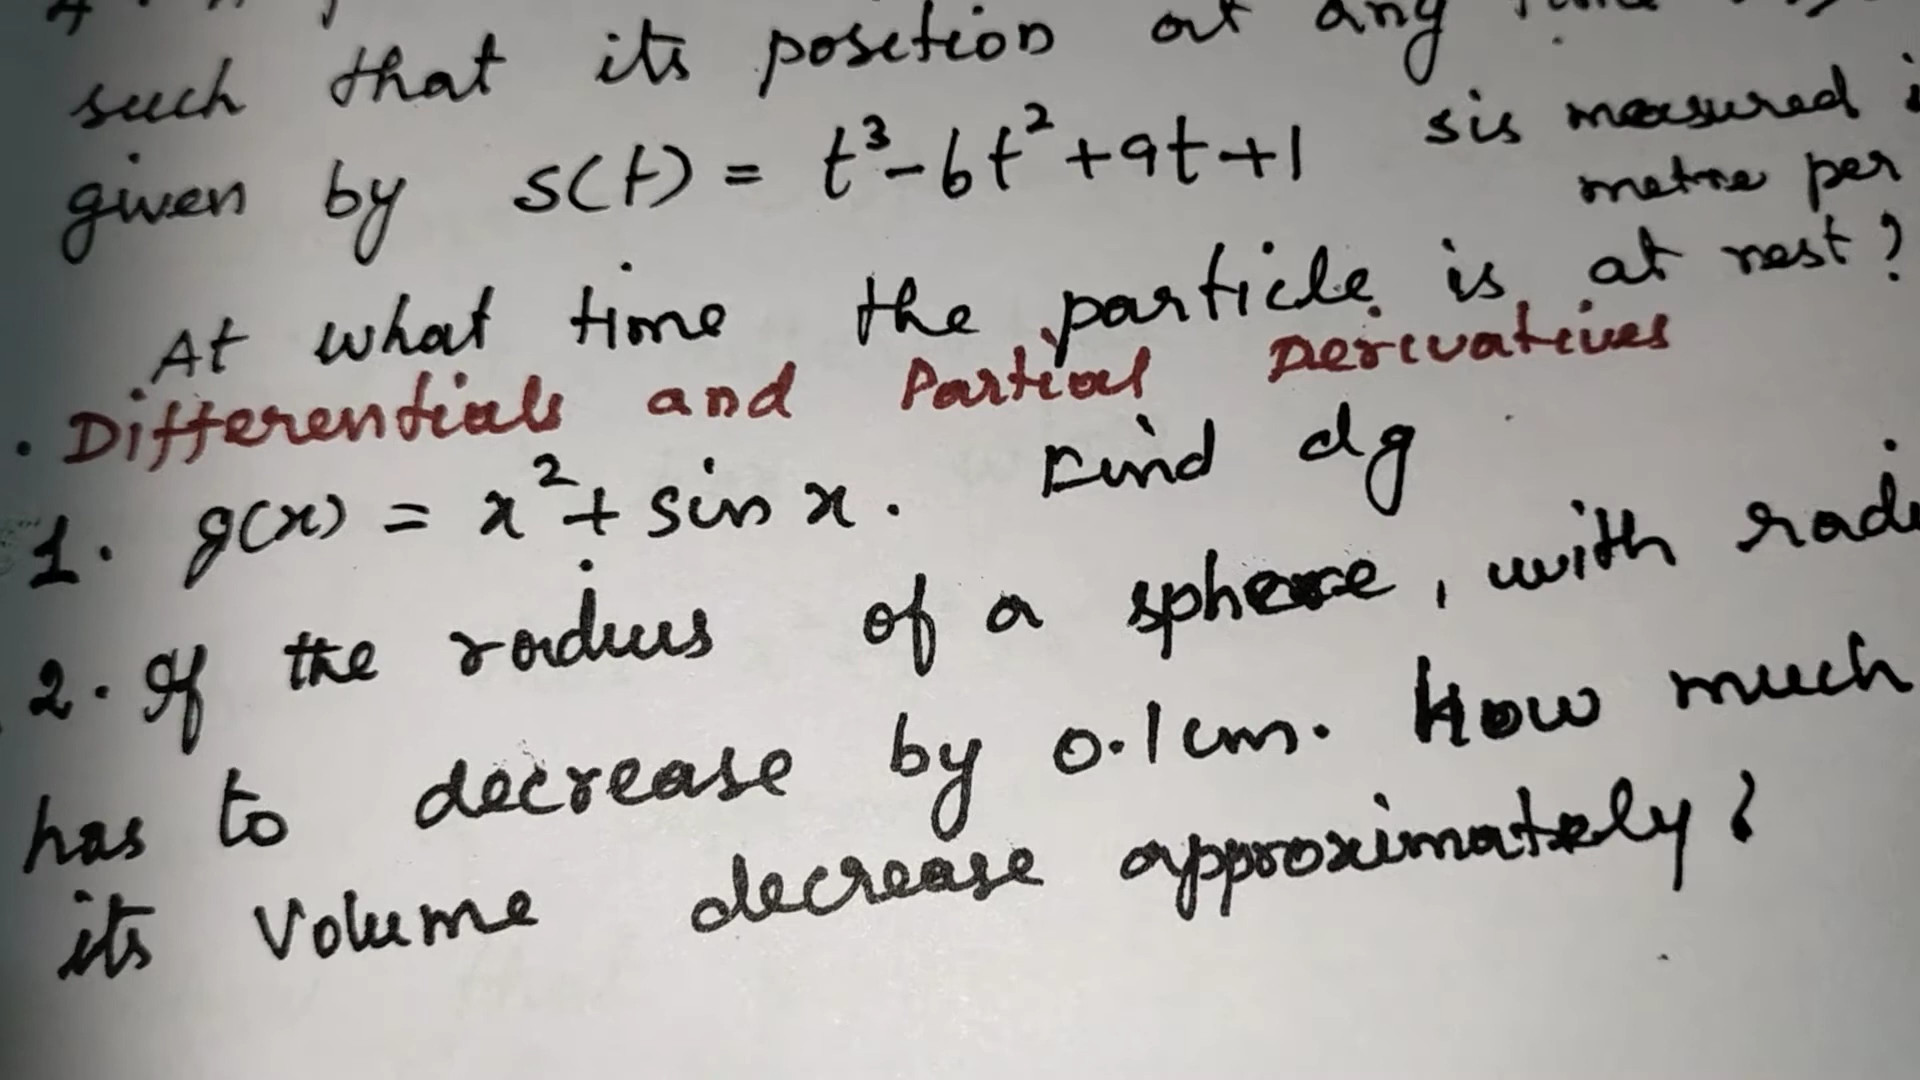 such that its position at any
given by s(t) = t³-6t²+9t+1 s is measured
metre per
At what time the particle is at rest?
. Differentials and Partial Derivatives
1. g(x) = x²+ sin x. Find dg
2. If the radius of a sphere, with
has to decrease by 0.1cm. How much
its Volume decrease approximately?